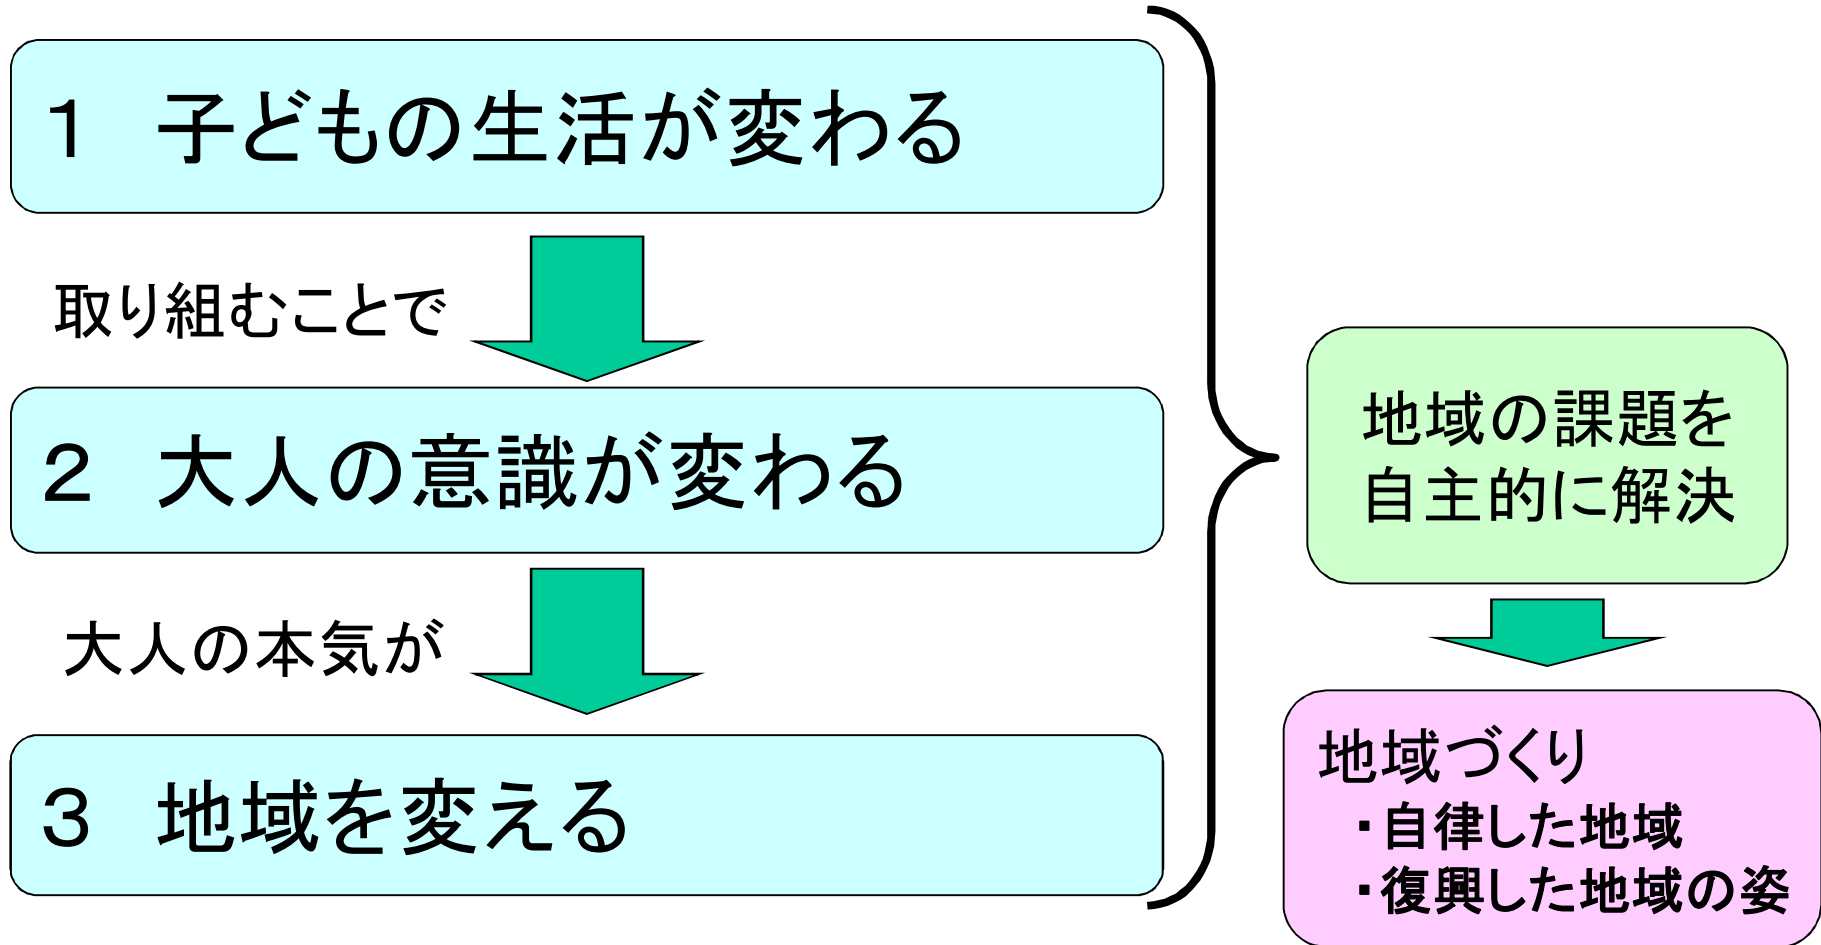 １　子どもの生活が変わる
取り組むことで
２　大人の意識が変わる
大人の本気が
３　地域を変える
地域の課題を
自主的に解決
地域づくり
・自律した地域
・復興した地域の姿